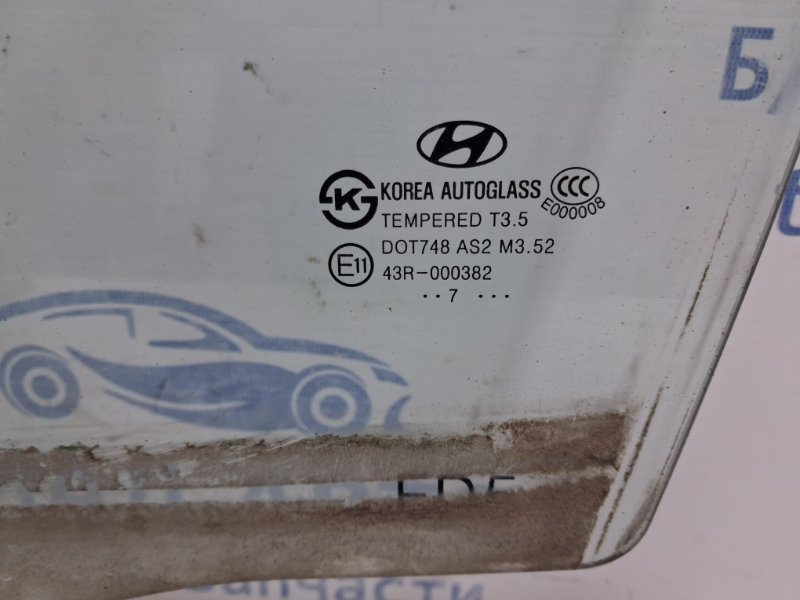 KOREA AUTOGLASS
CCC
E000008
K
TEMPERED T3.5
DOT748 AS2 M3.52
E11
43R-000382
•• 7 •••